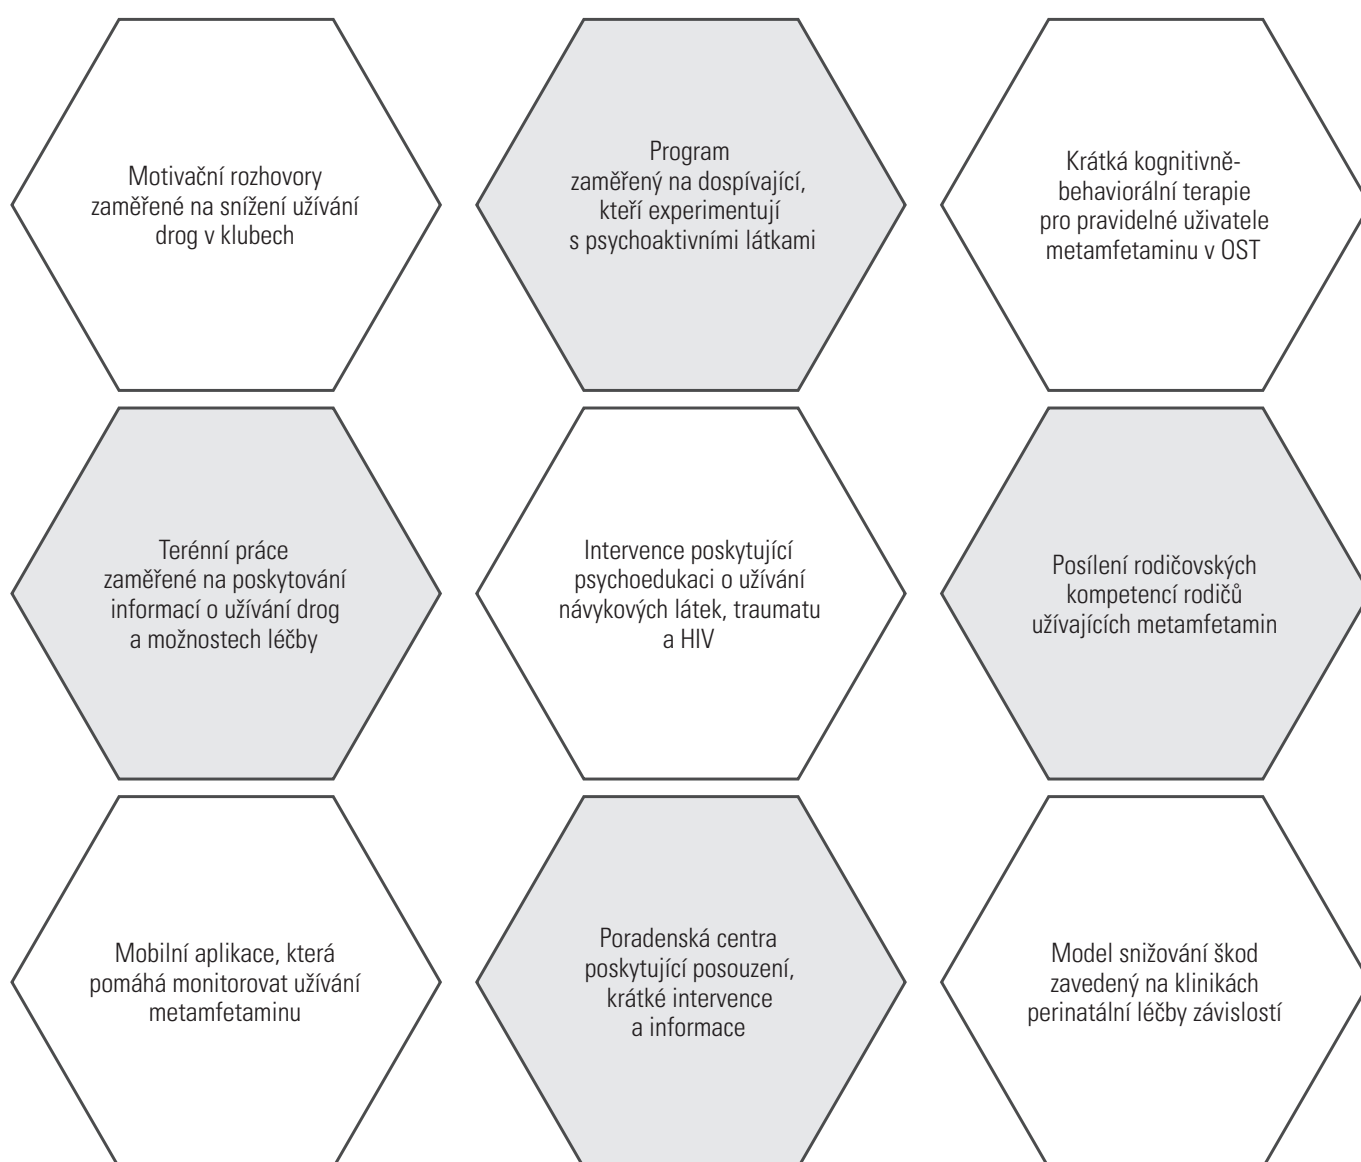 Motivační rozhovory
zaměřené na snížení užívání
drog v klubech
Program
zaměřený na dospívající,
kteří experimentují
s psychoaktivními látkami
Krátká kognitivně-
behaviorální terapie
pro pravidelné uživatele
metamfetaminu v OST
Terénní práce
zaměřené na poskytování
informací o užívání drog
a možnostech léčby
Intervence poskytující
psychoedukaci o užívání
návykových látek, traumatu
a HIV
Posílení rodičovských
kompetencí rodičů
užívajících metamfetamin
Mobilní aplikace, která
pomáhá monitorovat užívání
metamfetaminu
Poradenská centra
poskytující posouzení,
krátké intervence
a informace
Model snižování škod
zavedený na klinikách
perinatální léčby závislostí